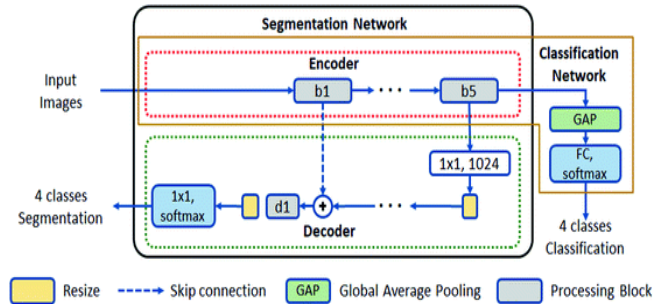 Segmentation Network
Encoder
Classification
Network
Input
Images
b1
• • •
b5
GAP
FC,
softmax
1x1, 1024
4 classes
Segmentation
1x1,
softmax
d1
+
• • •
Decoder
4 classes
Classification
Resize
Skip connection
GAP
Global Average Pooling
Processing Block